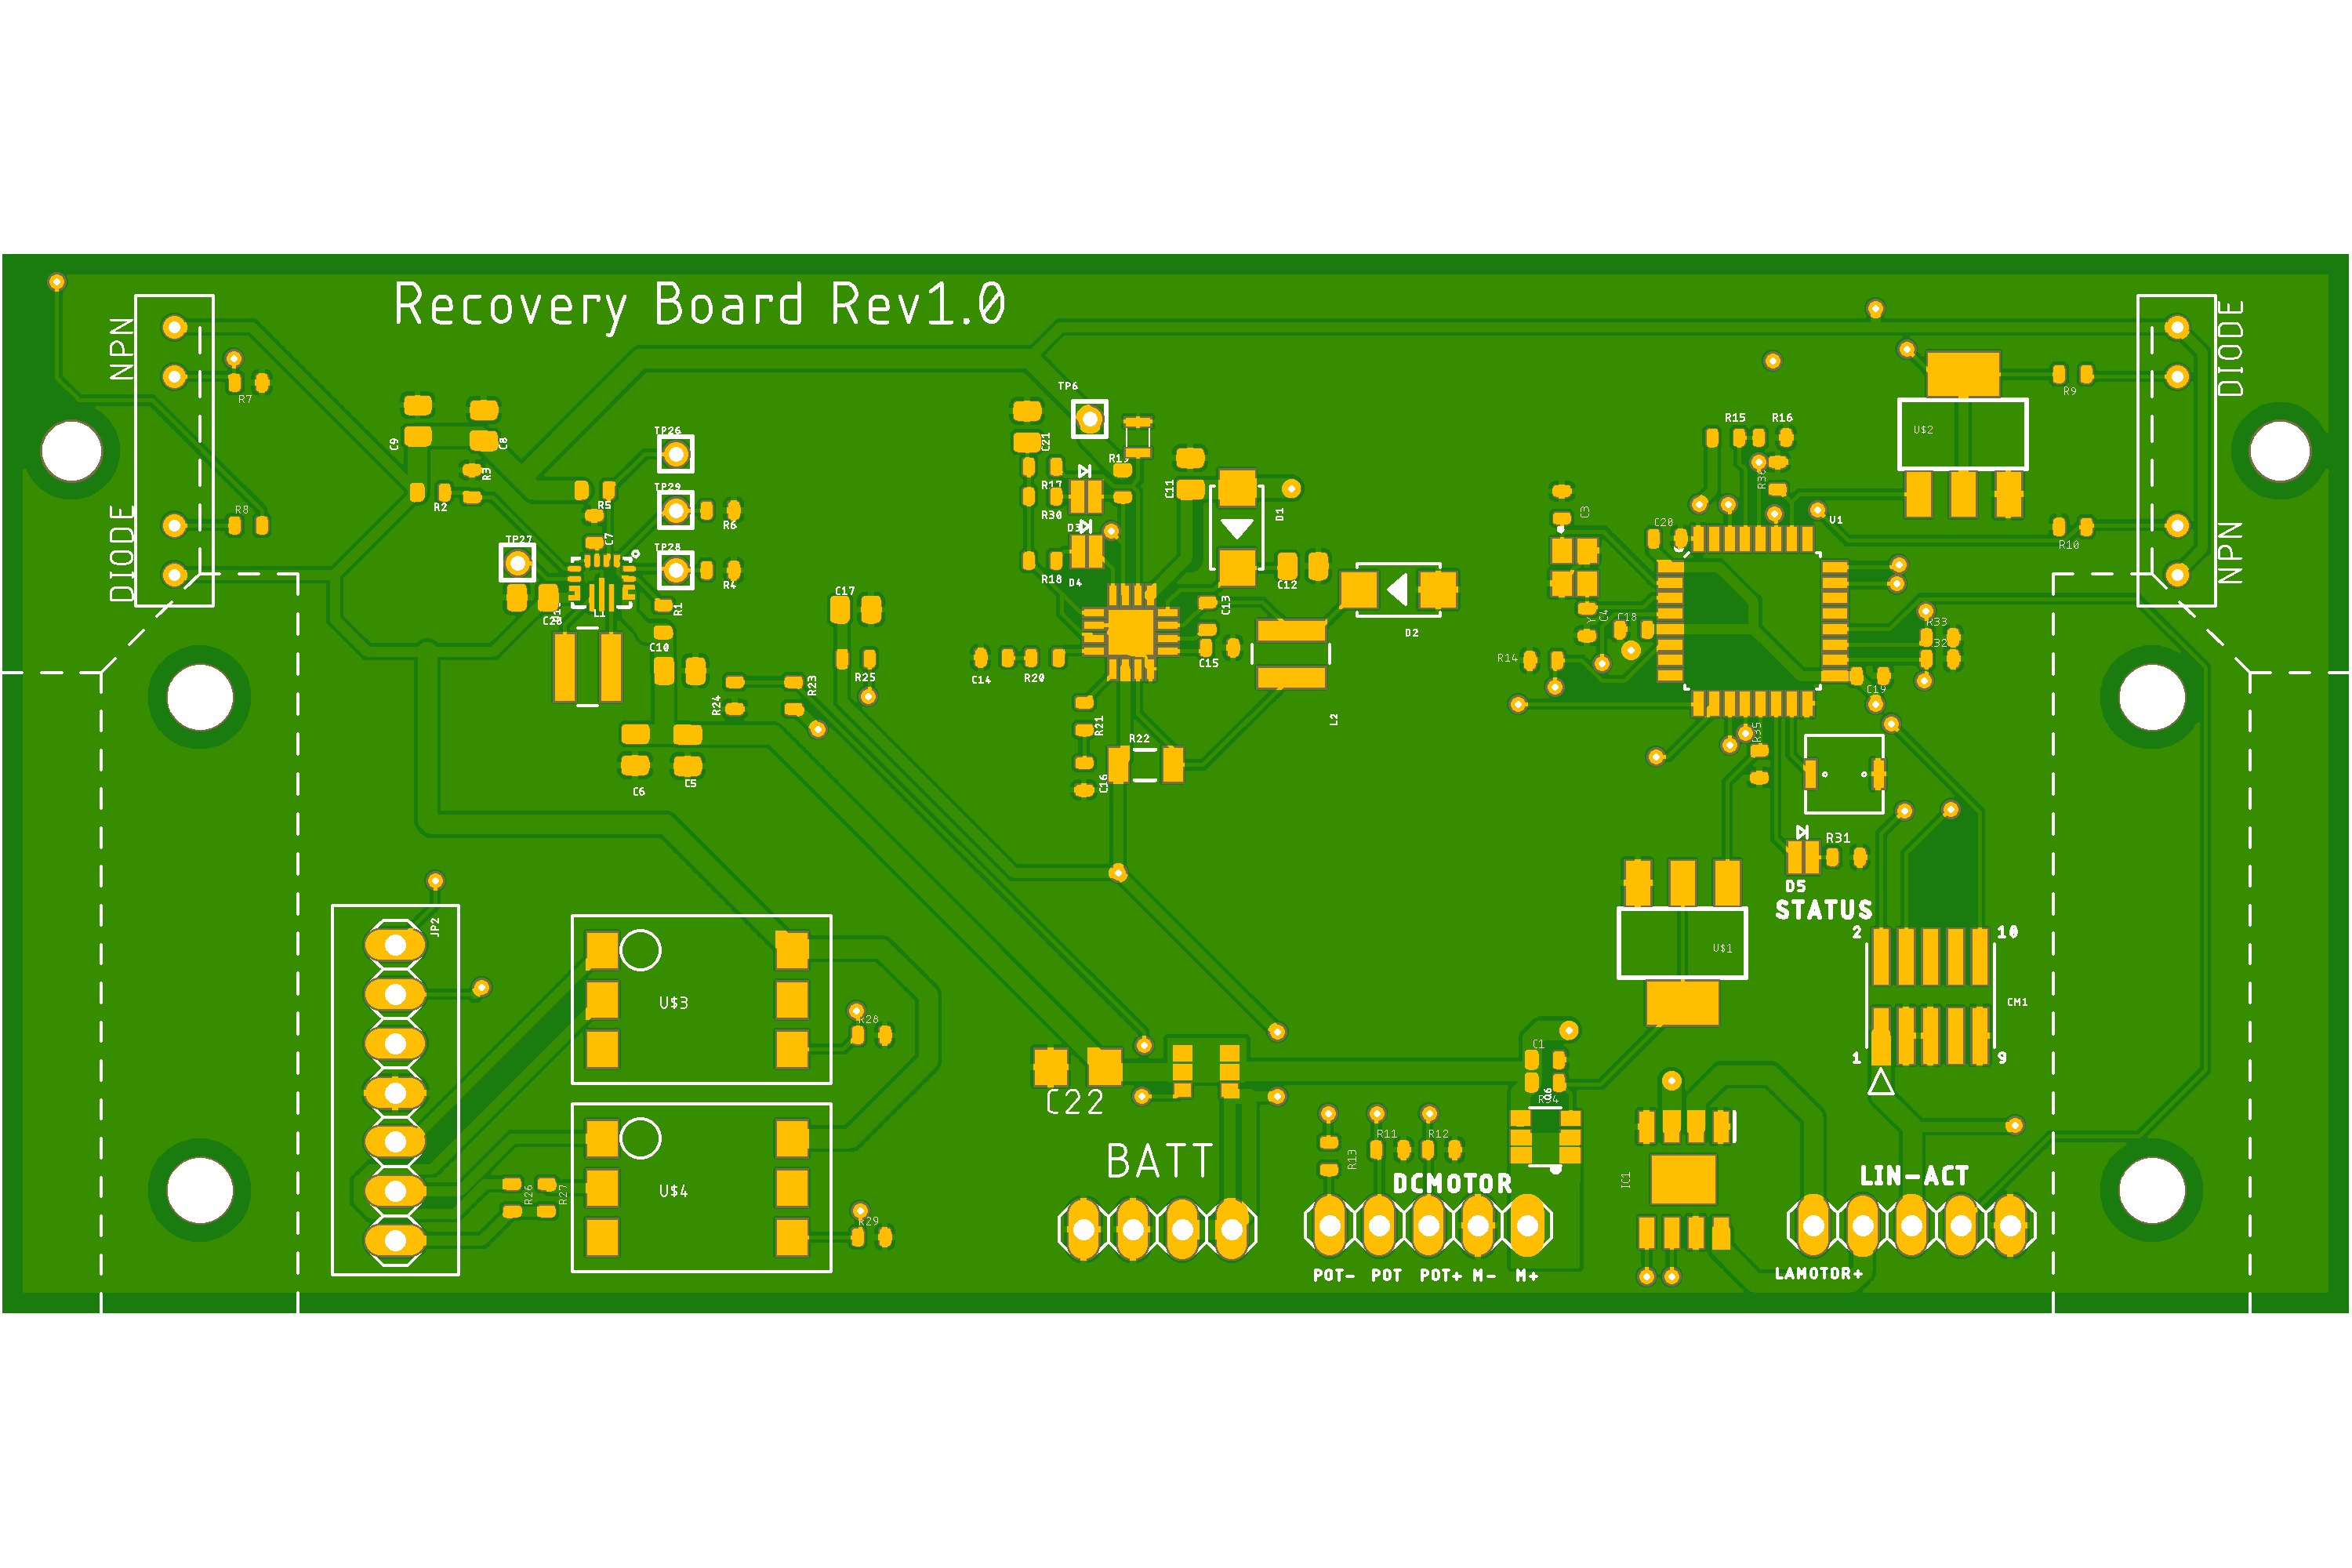 Recovery Board Rev1.0
NPN
DIODE
DIODE
NPN
R7
R8
C9
C8
R3
R2
TP26
R5
TP29
R6
C7
TP27
TP28
R4
R1
L1
C28
C10
C17
R25
R23
R24
C6
C5
TP6
C21
R19
R17
R30
D3
R18
D4
C11
D1
C12
C13
C15
D2
L2
C14
R20
R21
R22
C16
R15
R16
R36
U1
C3
C20
C4
Y
C18
R14
R33
R32
C19
R35
U$2
R9
R10
R31
D5
STATUS
2
10
CM1
1
9
U$1
JP2
U$3
R28
U$4
R26
R27
R29
C22
BATT
C1
R34
R13
R11
R12
DCMOTOR
POT-
POT
POT+
M-
M+
IC1
LIN-ACT
LAMOTOR+